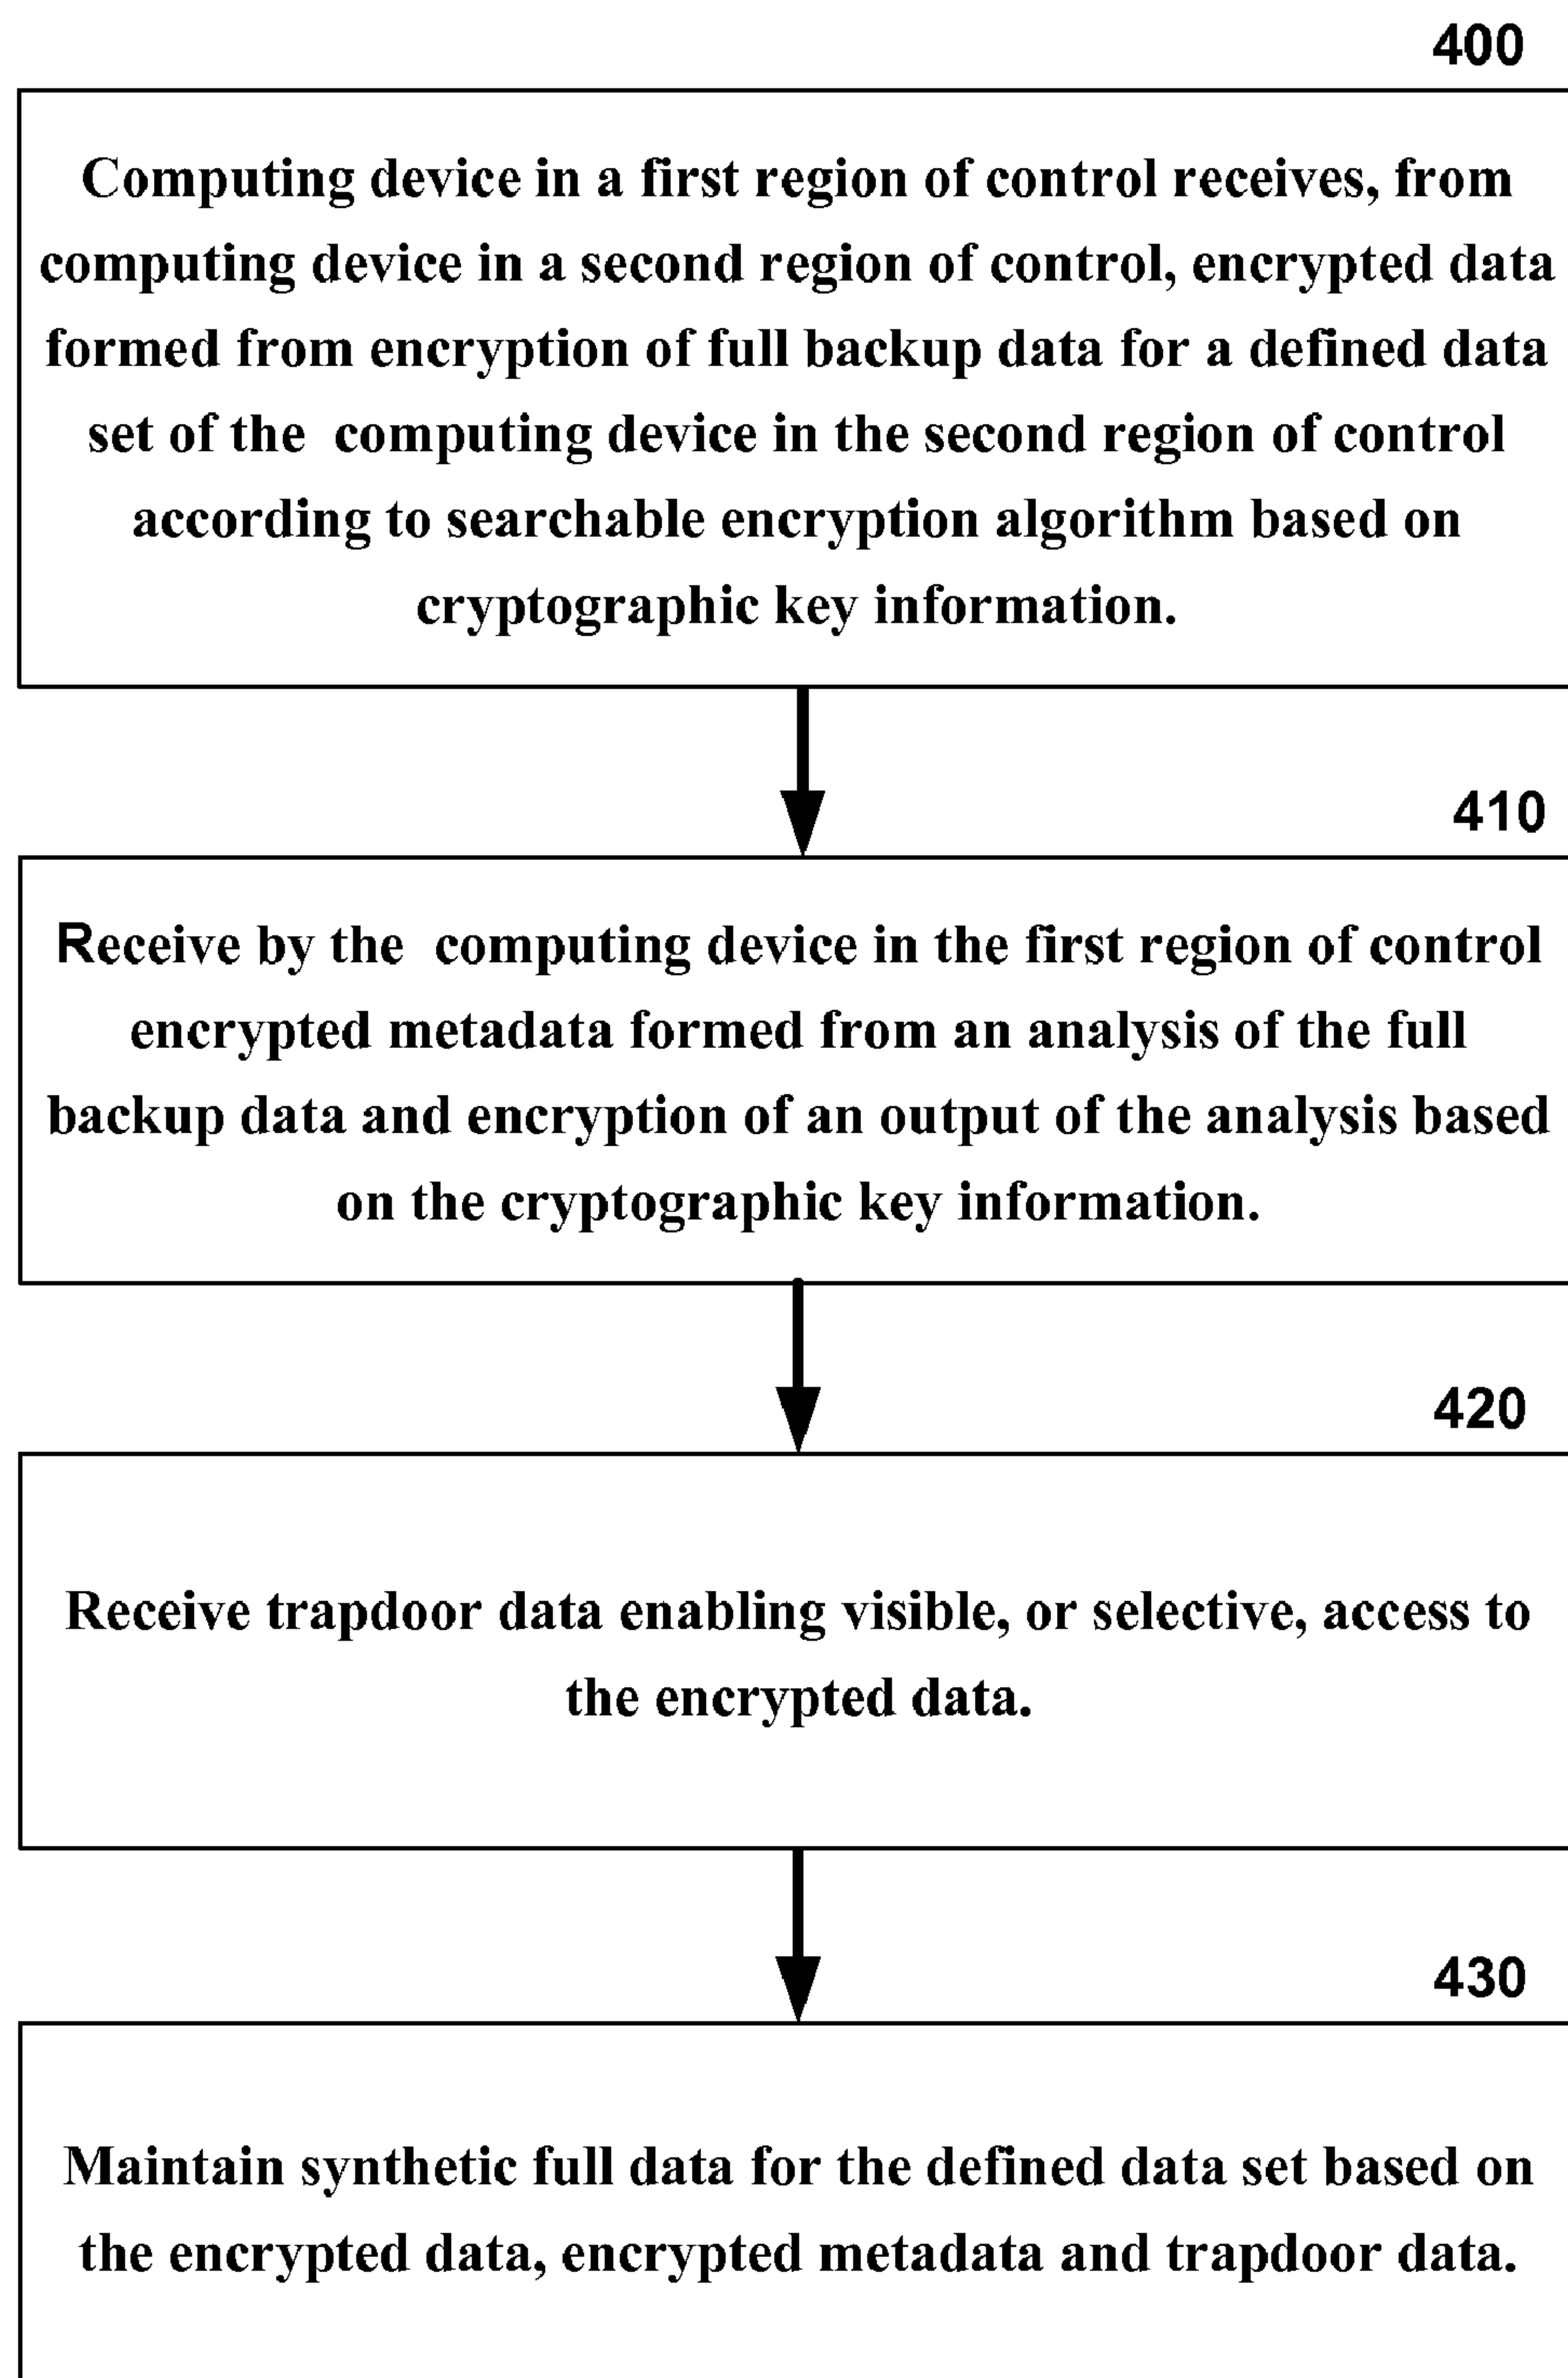 400
Computing device in a first region of control receives, from
computing device in a second region of control, encrypted data
formed from encryption of full backup data for a defined data
set of the computing device in the second region of control
according to searchable encryption algorithm based on
cryptographic key information.
410
Receive by the computing device in the first region of control
encrypted metadata formed from an analysis of the full
backup data and encryption of an output of the analysis based
on the cryptographic key information.
420
Receive trapdoor data enabling visible, or selective, access to
the encrypted data.
430
Maintain synthetic full data for the defined data set based on
the encrypted data, encrypted metadata and trapdoor data.